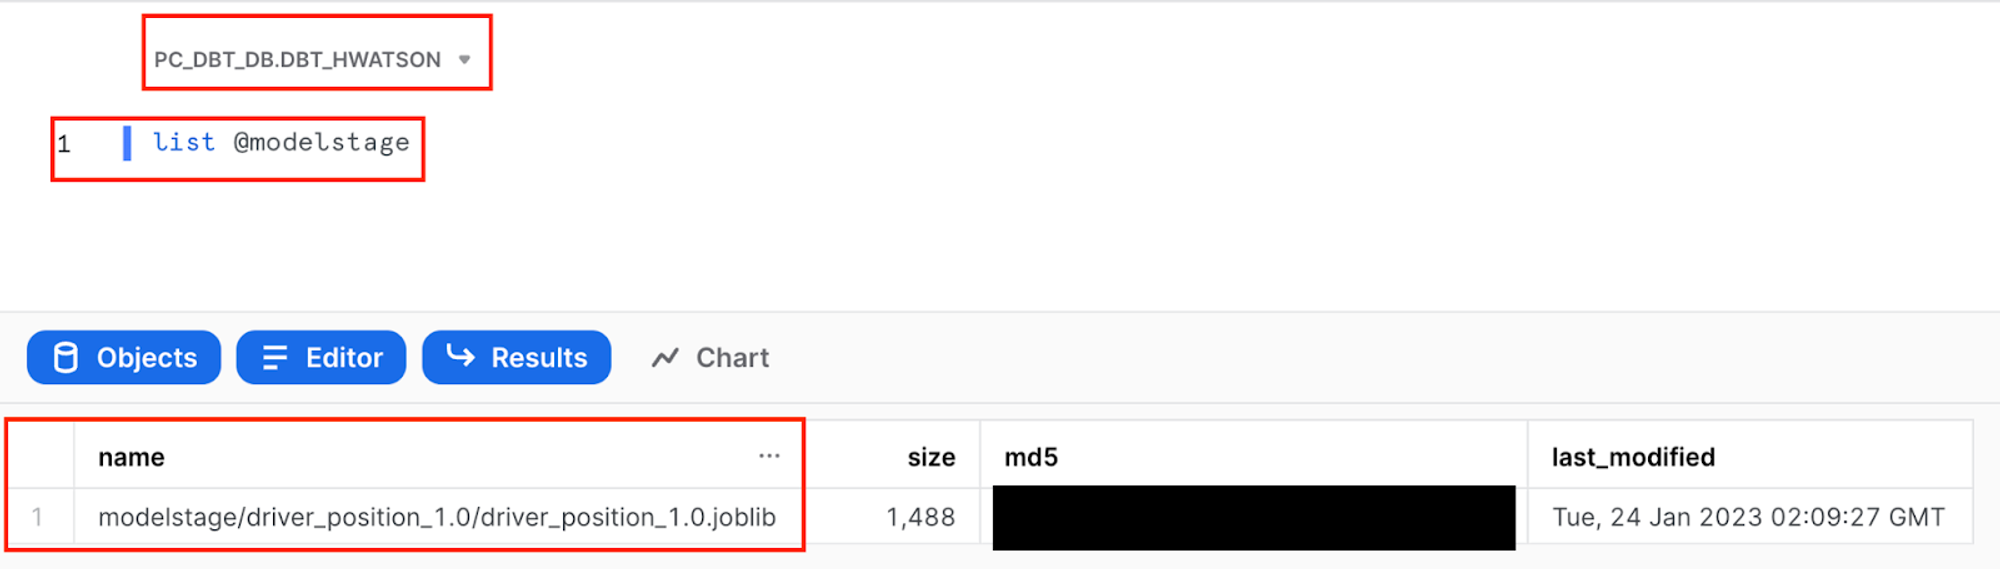 PC_DBT_DB.DBT_HWATSON
1 list @modelstage
Objects Editor Results Chart
name ... size md5 last_modified
1 modelstage/driver_position_1.0/driver_position_1.0.joblib 1,488 Tue, 24 Jan 2023 02:09:27 GMT